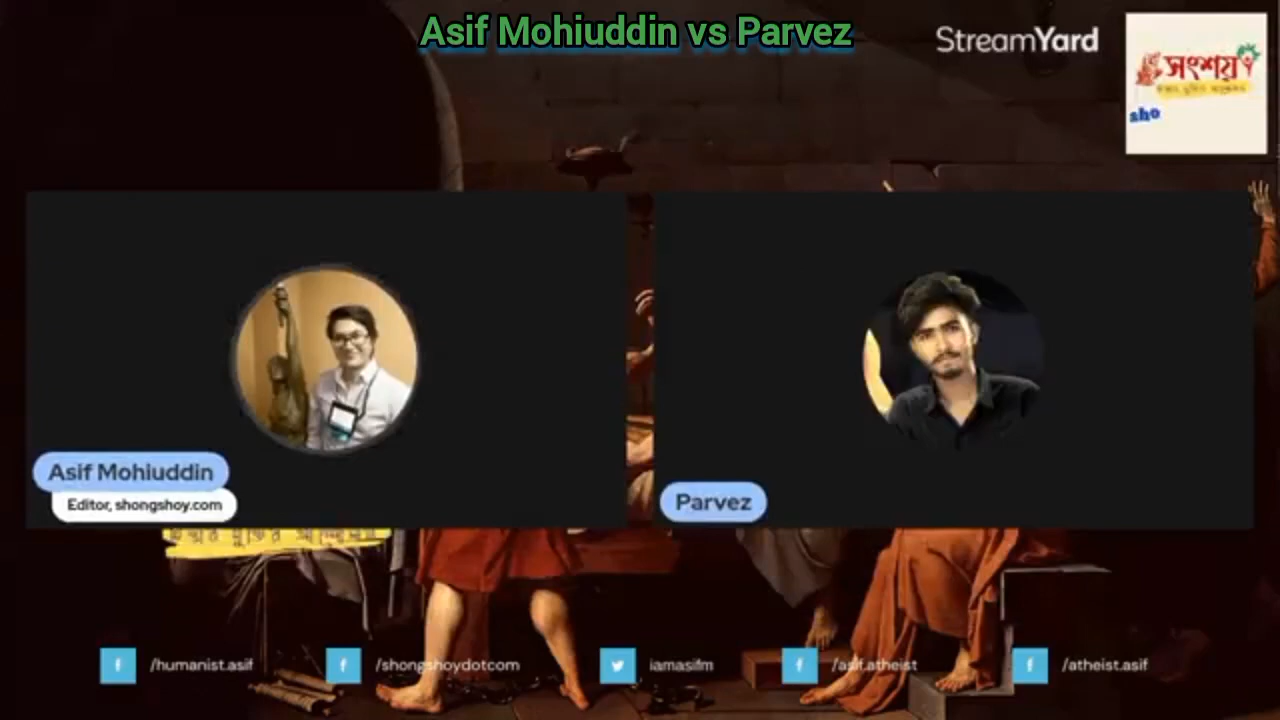 Asif Mohiuddin vs Parvez
StreamYard
সংশয়
sho
Asif Mohiuddin
Editor, shongshoy.com
Parvez
/humanist.asif
/shongshoydotcom
iamasifm
/asif.atheist
/atheist.asif